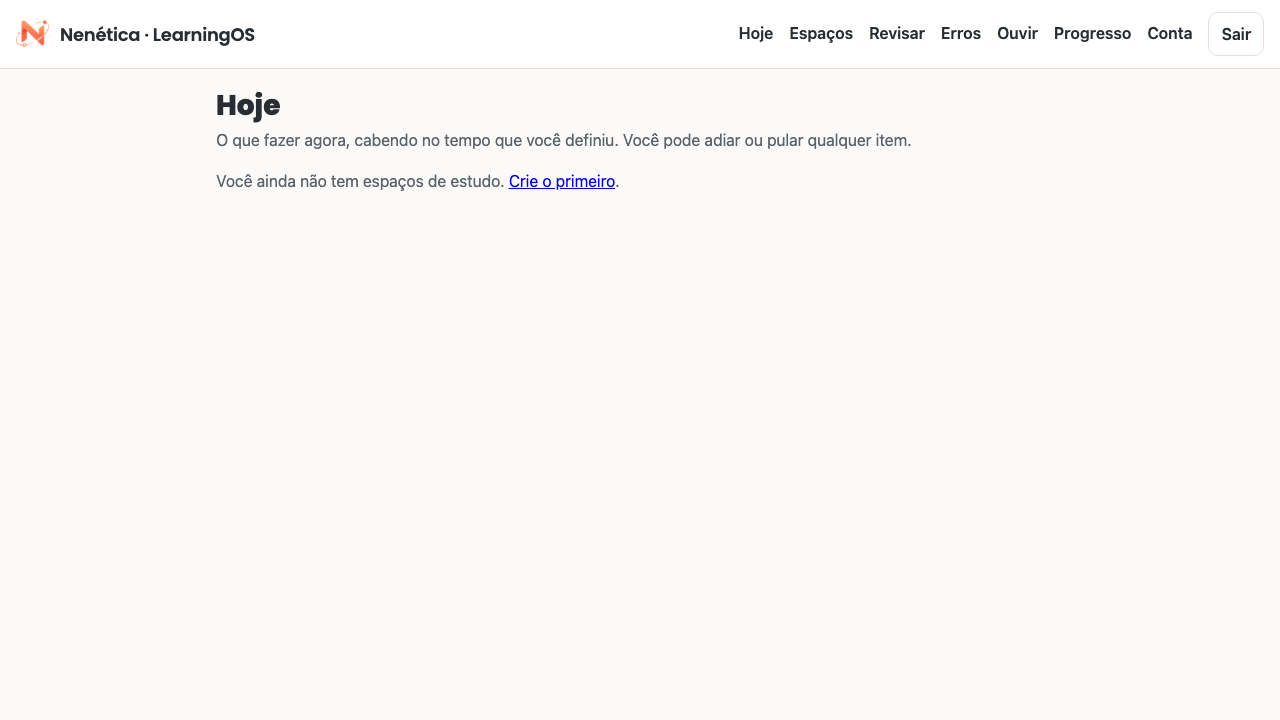 Nenética · LearningOS
Hoje Espaços Revisar Erros Ouvir Progresso Conta Sair
Hoje
O que fazer agora, cabendo no tempo que você definiu. Você pode adiar ou pular qualquer item.
Você ainda não tem espaços de estudo. Crie o primeiro.